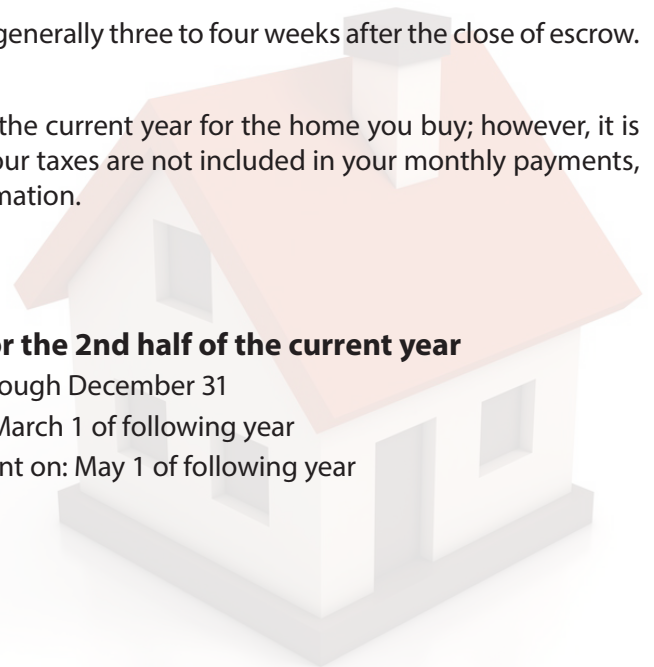 generally three to four weeks after the close of escrow.
the current year for the home you buy; however, it is
our taxes are not included in your monthly payments,
mation.
or the 2nd half of the current year
ough December 31
March 1 of following year
nt on: May 1 of following year